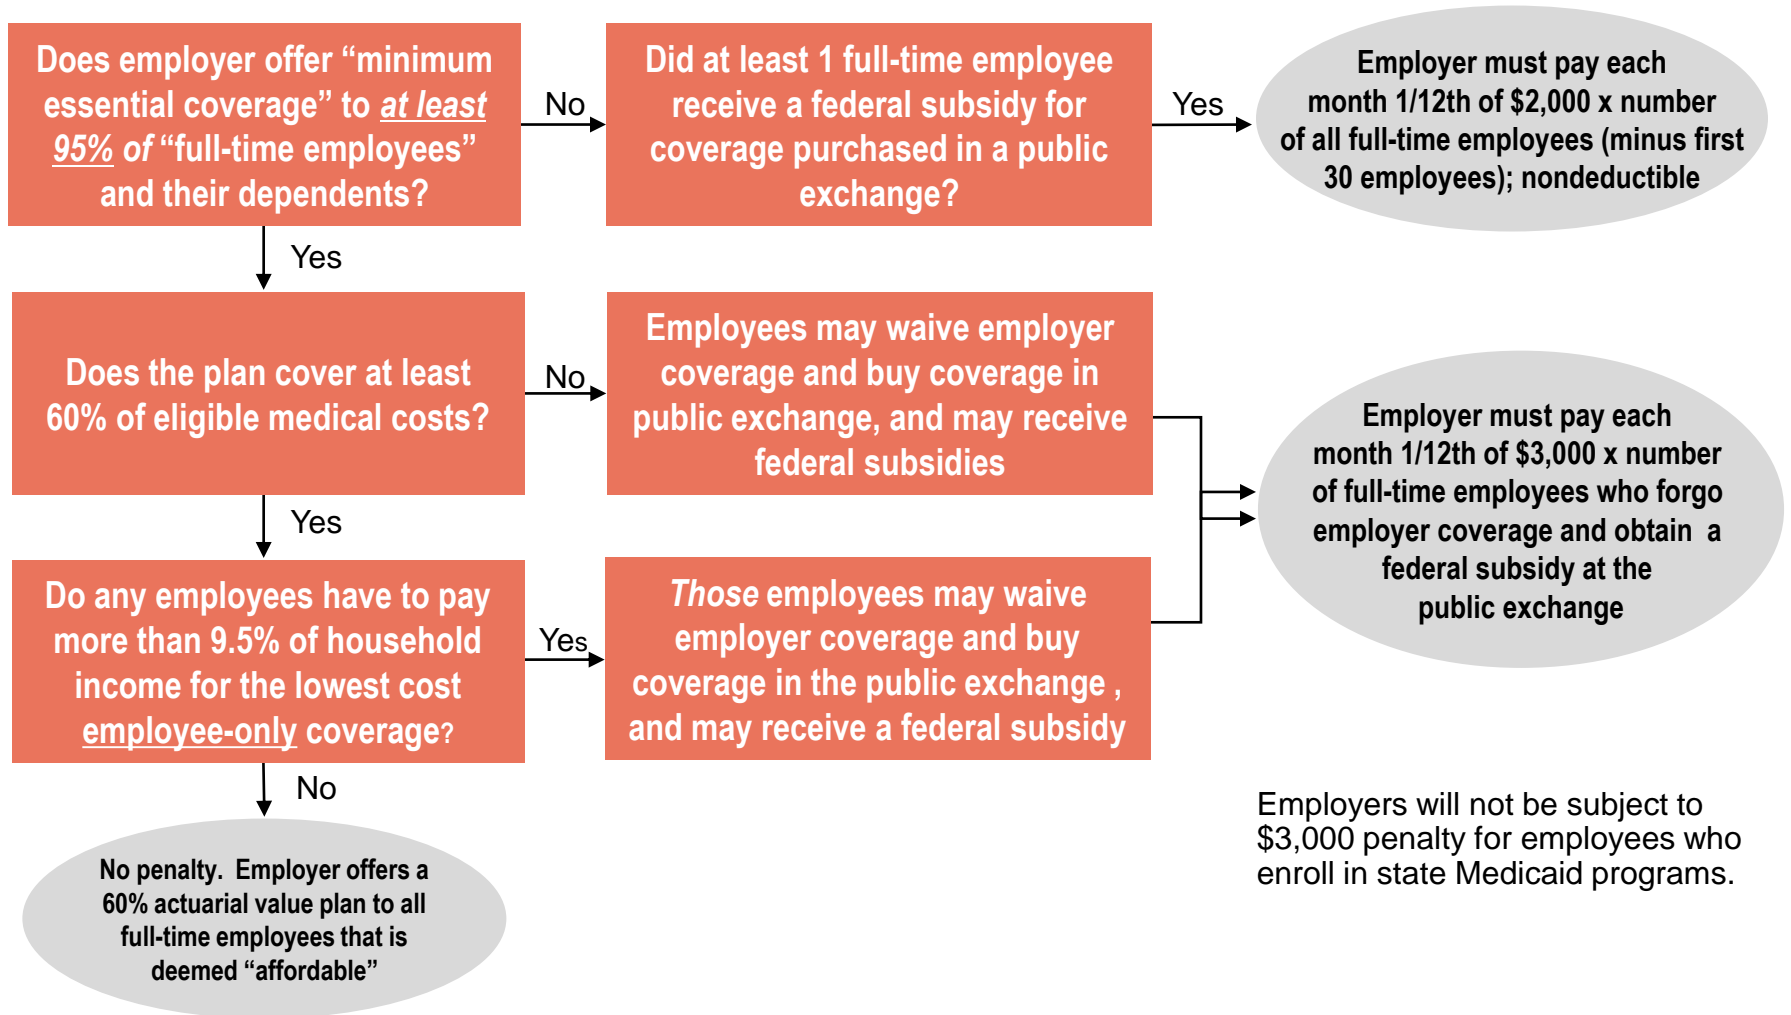 Does employer offer “minimum
essential coverage” to at least
95% of “full-time employees”
and their dependents?
No
Did at least 1 full-time employee
receive a federal subsidy for
coverage purchased in a public
exchange?
Yes
Employer must pay each
month 1/12th of $2,000 x number
of all full-time employees (minus first
30 employees); nondeductible
Yes
Does the plan cover at least
60% of eligible medical costs?
No
Employees may waive employer
coverage and buy coverage in
public exchange, and may receive
federal subsidies
Employer must pay each
month 1/12th of $3,000 x number
of full-time employees who forgo
employer coverage and obtain a
federal subsidy at the
public exchange
Yes
Do any employees have to pay
more than 9.5% of household
income for the lowest cost
employee-only coverage?
Yes
Those employees may waive
employer coverage and buy
coverage in the public exchange ,
and may receive a federal subsidy
No
No penalty. Employer offers a
60% actuarial value plan to all
full-time employees that is
deemed “affordable”
Employers will not be subject to
$3,000 penalty for employees who
enroll in state Medicaid programs.